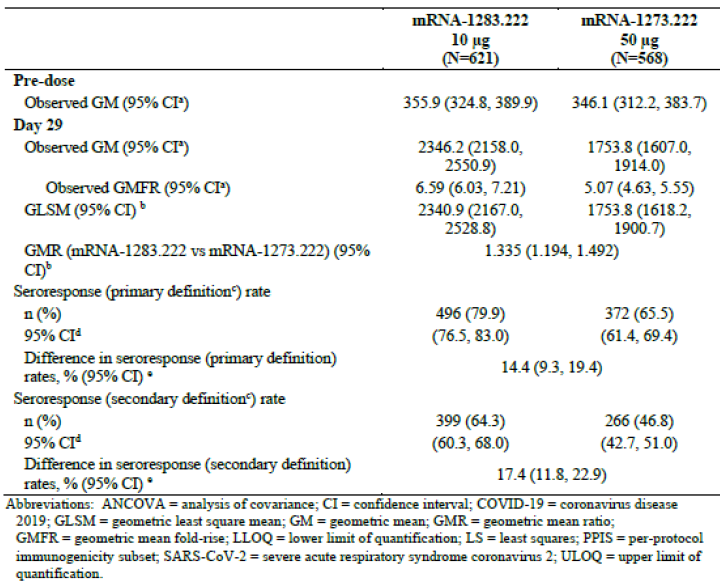 mRNA-1283.222 mRNA-1273.222
10 µg 50 µg
(N=621) (N=568)
Pre-dose
Observed GM (95% CIa) 355.9 (324.8, 389.9) 346.1 (312.2, 383.7)
Day 29
Observed GM (95% CIa) 2346.2 (2158.0, 1753.8 (1607.0,
2550.9) 1914.0)
Observed GMFR (95% CIa) 6.59 (6.03, 7.21) 5.07 (4.63, 5.55)
GLSM (95% CI) b 2340.9 (2167.0, 1753.8 (1618.2,
2528.8) 1900.7)
GMR (mRNA-1283.222 vs mRNA-1273.222) (95% 1.335 (1.194, 1.492)
CI)b
Seroresponse (primary definitionc) rate
n (%) 496 (79.9) 372 (65.5)
95% CId (76.5, 83.0) (61.4, 69.4)
Difference in seroresponse (primary definition) 14.4 (9.3, 19.4)
rates, % (95% CI) e
Seroresponse (secondary definitionc) rate
n (%) 399 (64.3) 266 (46.8)
95% CId (60.3, 68.0) (42.7, 51.0)
Difference in seroresponse (secondary definition) 17.4 (11.8, 22.9)
rates, % (95% CI) e
Abbreviations: ANCOVA = analysis of covariance; CI = confidence interval; COVID-19 = coronavirus disease
2019; GLSM = geometric least square mean; GM = geometric mean; GMR = geometric mean ratio;
GMFR = geometric mean fold-rise; LLOQ = lower limit of quantification; LS = least squares; PPIS = per-protocol
immunogenicity subset; SARS-CoV-2 = severe acute respiratory syndrome coronavirus 2; ULOQ = upper limit of
quantification.